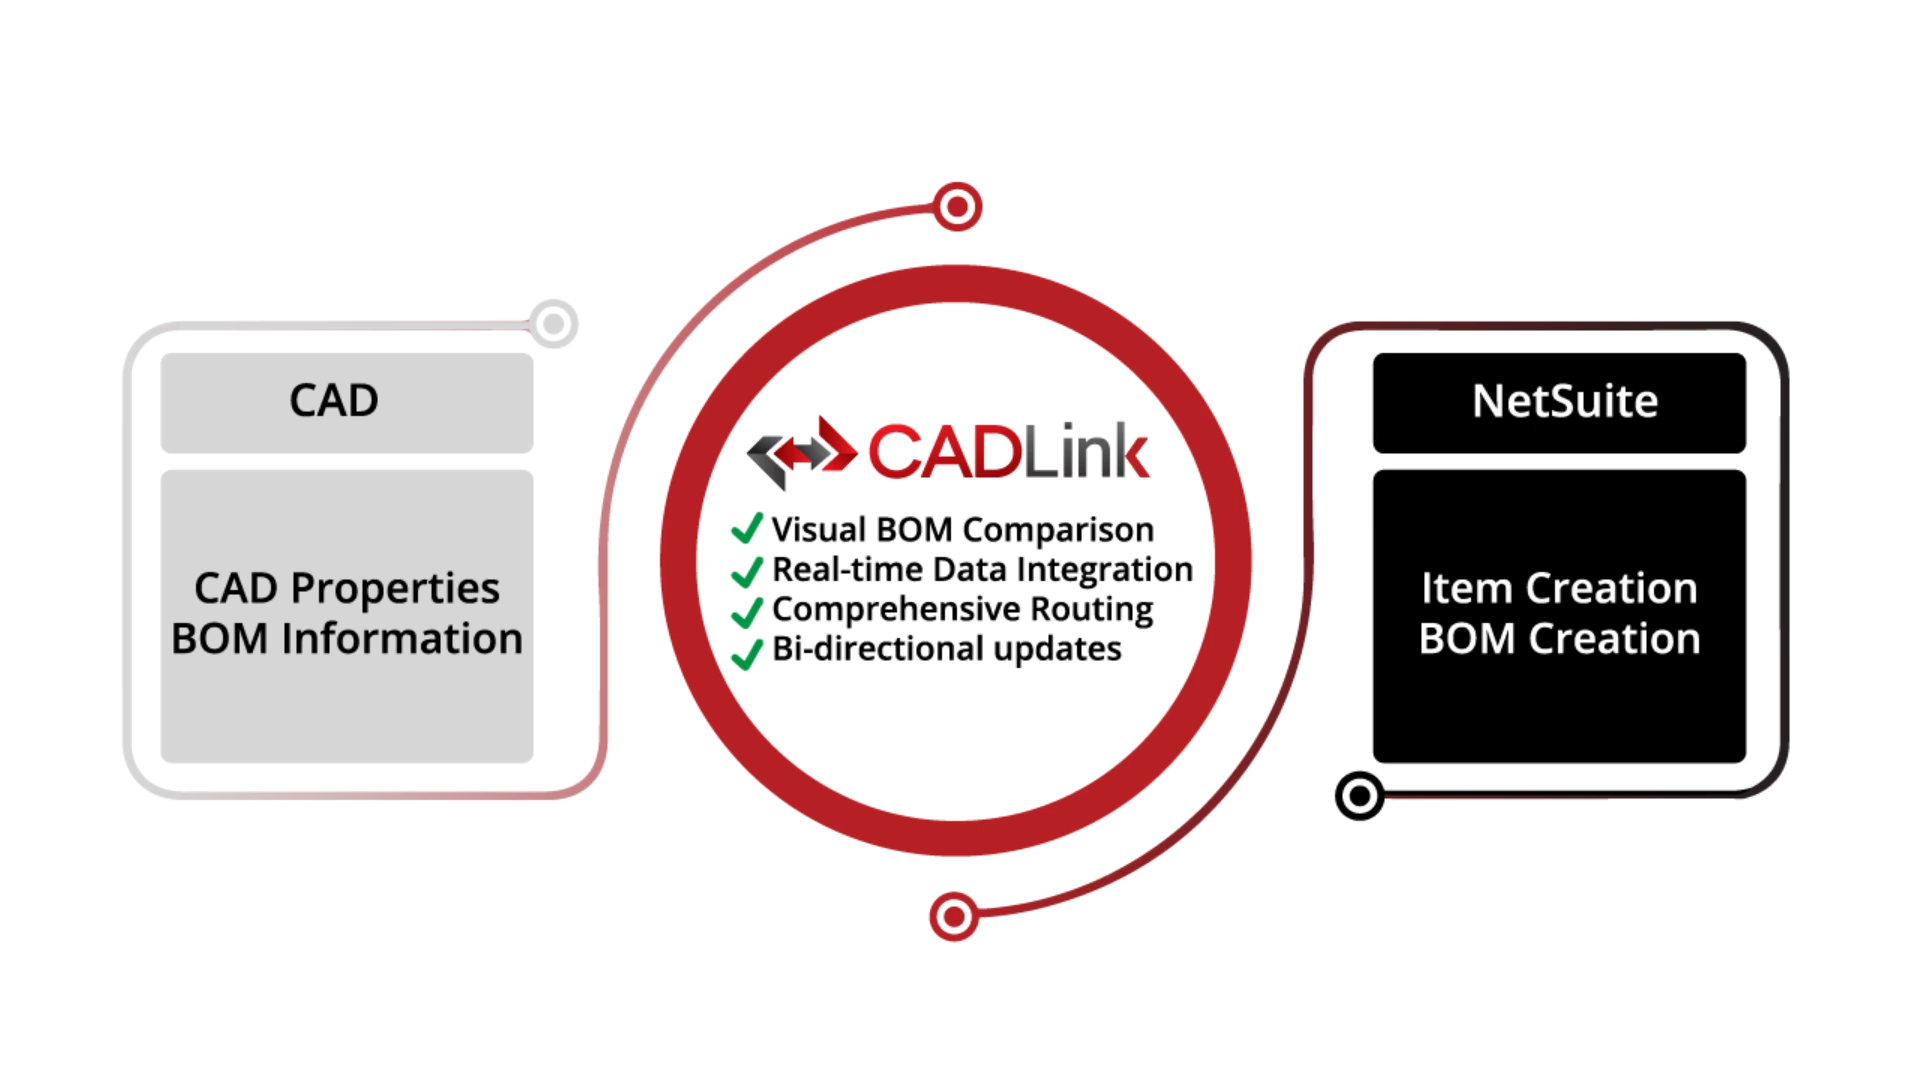 CAD
CAD Properties
BOM Information
CADLink
Visual BOM Comparison
Real-time Data Integration
Comprehensive Routing
Bi-directional updates
NetSuite
Item Creation
BOM Creation